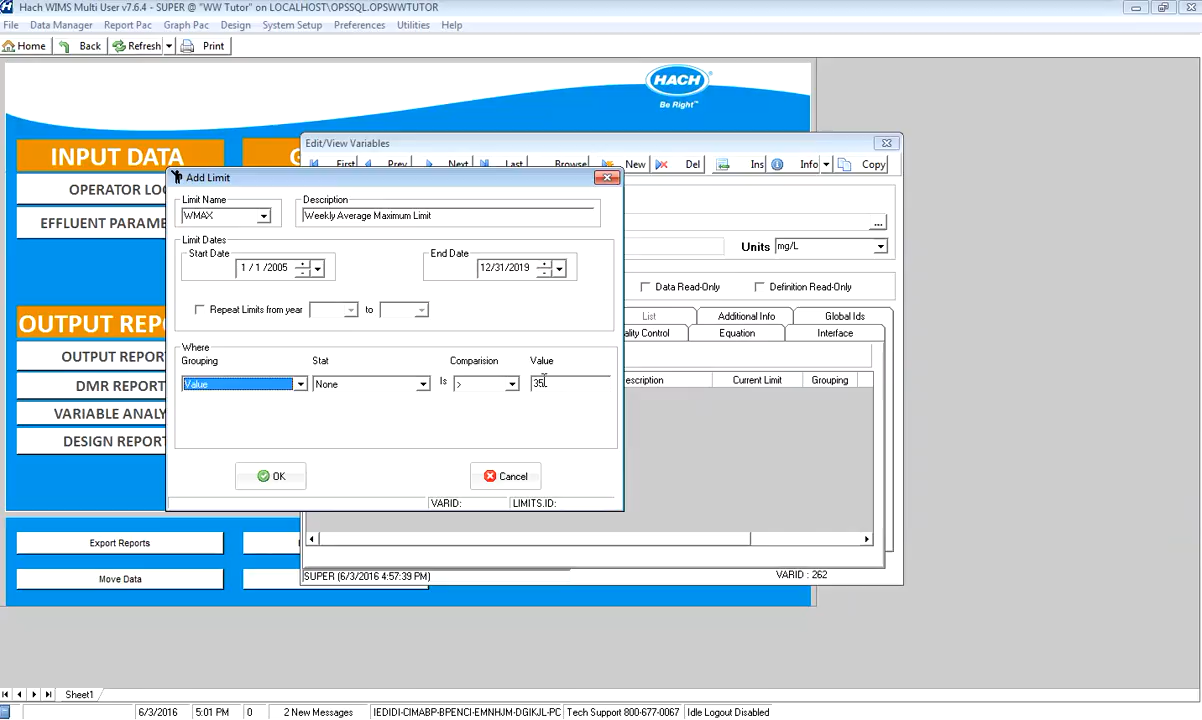 Hach WIMS Multi User v7.6.4 - SUPER @ "WW Tutor" on LOCALHOST\OPSSQL.OPSWWTUTOR
File Data Manager Report Pac Graph Pac Design System Setup Preferences Utilities Help
Home Back Refresh Print
HACH
Be Right™
INPUT DATA
G
OPERATOR LO
EFFLUENT PARAME
OUTPUT REP
OUTPUT REPOR
DMR REPORT
VARIABLE ANALY
DESIGN REPORT
Export Reports
Move Data
Edit/View Variables
First Prev Next Last Browse New Del Ins Info Copy
...
Units mg/L
Data Read-Only Definition Read-Only
List Additional Info Global Ids
ality Control Equation Interface
escription Current Limit Grouping
SUPER (6/3/2016 4:57:39 PM) VARID : 262
Add Limit
Limit Name Description
WMAX Weekly Average Maximum Limit
Limit Dates
Start Date End Date
1 / 1 /2005 12/31/2019
Repeat Limits from year to
Where
Grouping Stat Comparision Value
Value None Is > 35
OK Cancel
VARID: LIMITS.ID:
Sheet1
6/3/2016 5:01 PM 0 2 New Messages IEDIDI-CIMABP-BPENCI-EMNHJM-DGIKJL-PC Tech Support 800-677-0067 Idle Logout Disabled